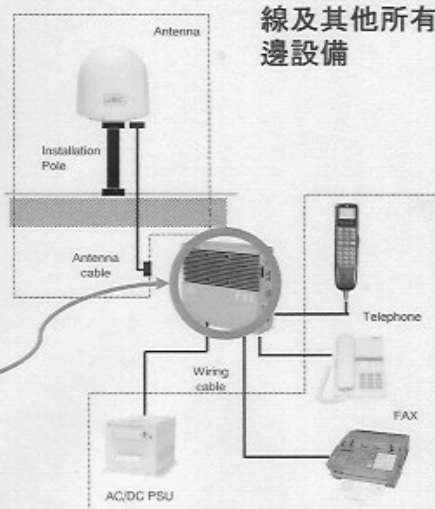 線及其他所有
邊設備
Antenna
JRC
Installation
Pole
Antenna
cable
Telephone
Wiring
cable
FAX
AC/DC PSU